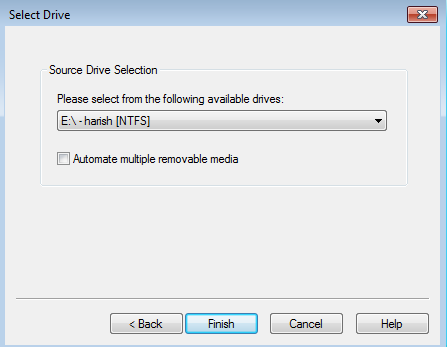 Select Drive
Source Drive Selection
Please select from the following available drives:
E:\ - harish [NTFS]
Automate multiple removable media
< Back
Finish
Cancel
Help